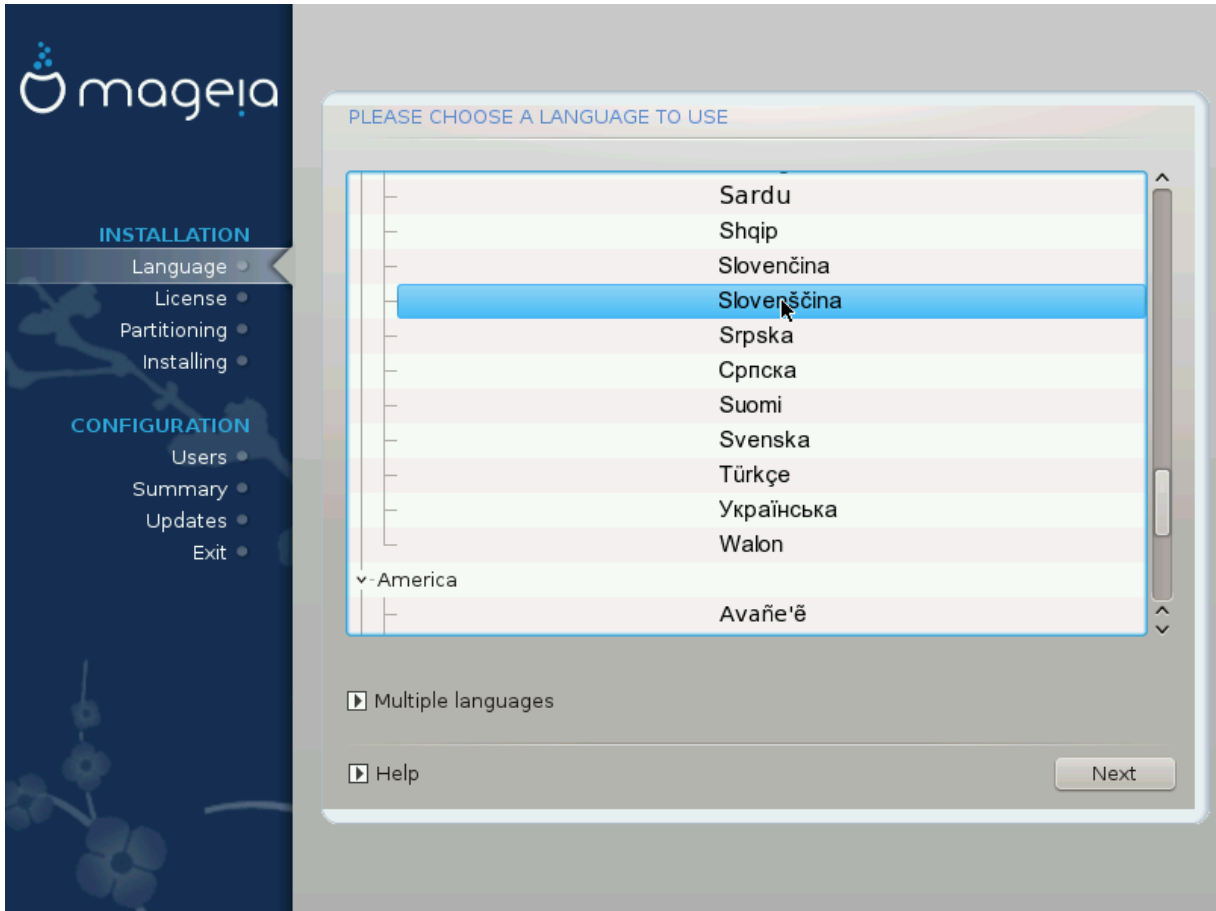 mageia
INSTALLATION
Language
License
Partitioning
Installing
CONFIGURATION
Users
Summary
Updates
Exit
PLEASE CHOOSE A LANGUAGE TO USE
Sardu
Shqip
Slovenčina
Slovenščina
Srpska
Српска
Suomi
Svenska
Türkçe
Українська
Walon
America
Avañe'ẽ
Multiple languages
Help
Next